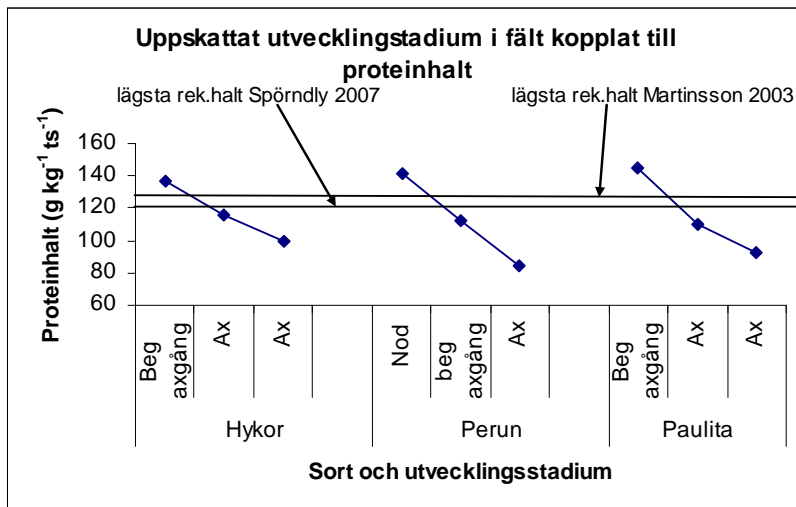 Uppskattat utvecklingstadium i fält kopplat till
proteinhalt
lägsta rek.halt Spörndly 2007
lägsta rek.halt Martinsson 2003
Proteinhalt (g kg⁻¹ ts⁻¹)
160
140
120
100
80
60
Beg
axgång
Ax
Ax
Nod
beg
axgång
Ax
Beg
axgång
Ax
Ax
Hykor
Perun
Paulita
Sort och utvecklingsstadium